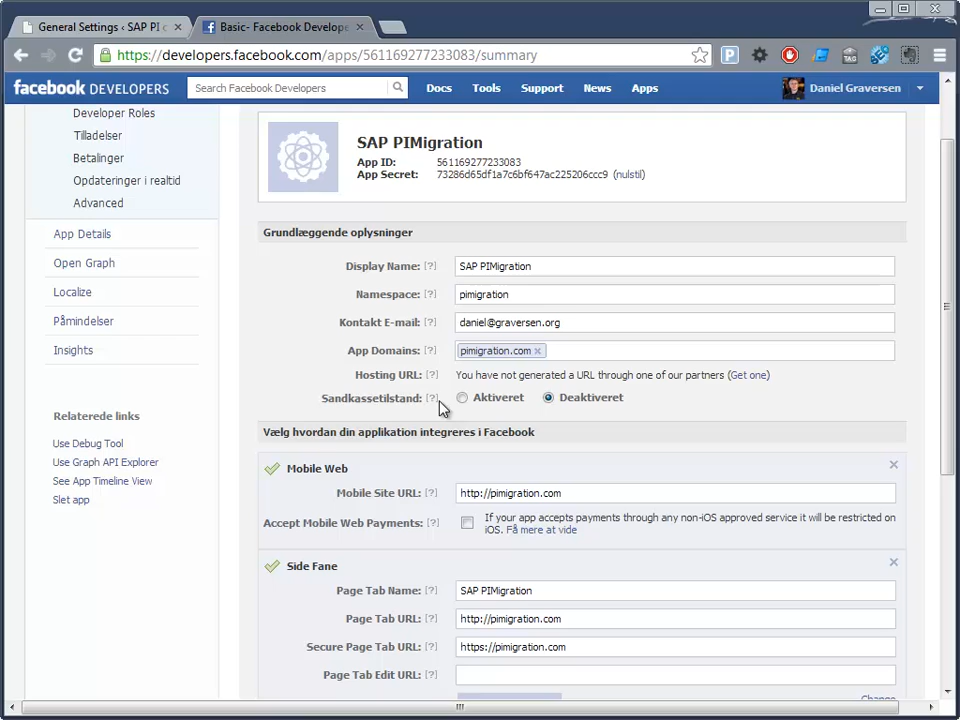 General Settings ‹ SAP PI c
Basic- Facebook Develope
https://developers.facebook.com/apps/561169277233083/summary
facebook DEVELOPERS
Search Facebook Developers
Docs
Tools
Support
News
Apps
Daniel Graversen
Developer Roles
Tilladelser
Betalinger
Opdateringer i realtid
Advanced
App Details
Open Graph
Localize
Påmindelser
Insights
Relaterede links
Use Debug Tool
Use Graph API Explorer
See App Timeline View
Slet app
SAP PIMigration
App ID: 561169277233083
App Secret: 73286d65df1a7c6bf647ac225206ccc9 (nulstil)
Grundlæggende oplysninger
Display Name: [?] SAP PIMigration
Namespace: [?] pimigration
Kontakt E-mail: [?] daniel@graversen.org
App Domains: [?] pimigration.com ×
Hosting URL: [?] You have not generated a URL through one of our partners (Get one)
Sandkassetilstand: [?] Aktiveret Deaktiveret
Vælg hvordan din applikation integreres i Facebook
Mobile Web
Mobile Site URL: [?] http://pimigration.com
Accept Mobile Web Payments: [?] If your app accepts payments through any non-iOS approved service it will be restricted on
iOS. Få mere at vide
Side Fane
Page Tab Name: [?] SAP PIMigration
Page Tab URL: [?] http://pimigration.com
Secure Page Tab URL: [?] https://pimigration.com
Page Tab Edit URL: [?]
Change